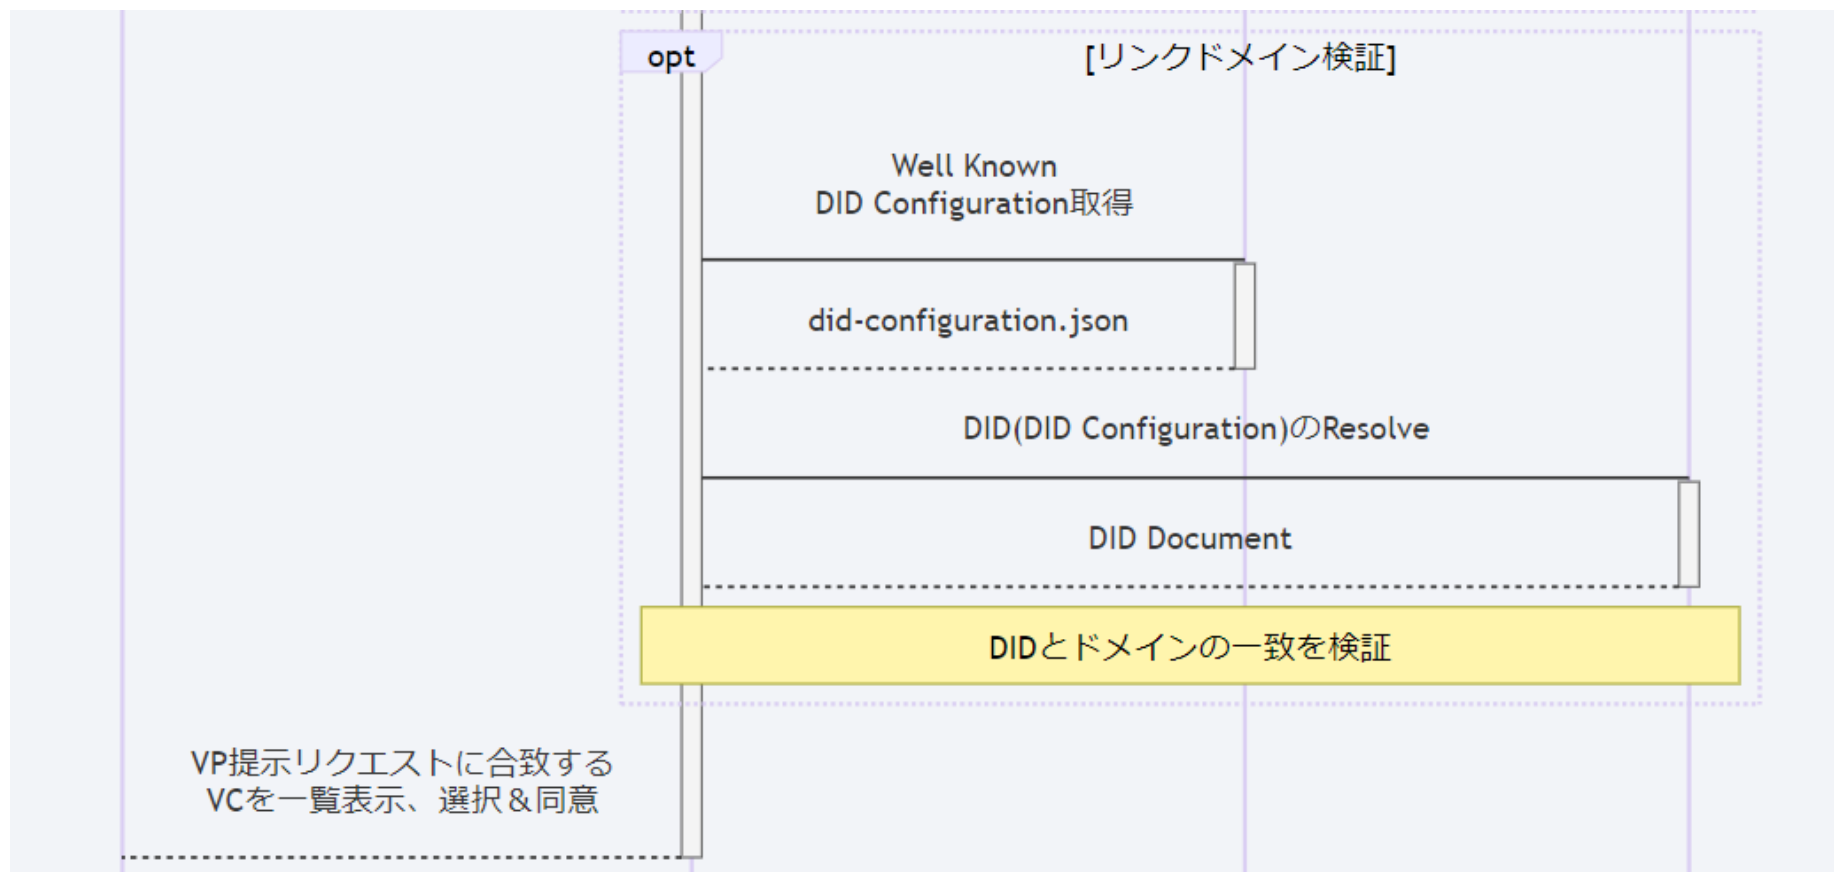 opt
[リンクドメイン検証]
Well Known
DID Configuration取得
did-configuration.json
DID(DID Configuration)のResolve
DID Document
DIDとドメインの一致を検証
VP提示リクエストに合致する
VCを一覧表示、選択＆同意